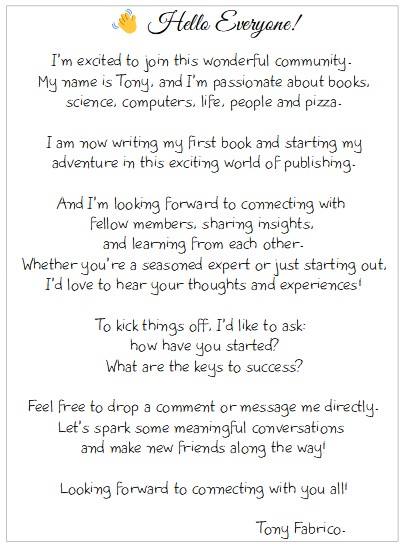 👋 Hello Everyone!
I'm excited to join this wonderful community.
My name is Tony, and I'm passionate about books,
science, computers, life, people and pizza.
I am now writing my first book and starting my
adventure in this exciting world of publishing.
And I'm looking forward to connecting with
fellow members, sharing insights,
and learning from each other.
Whether you're a seasoned expert or just starting out,
I'd love to hear your thoughts and experiences!
To kick things off, I'd like to ask:
how have you started?
What are the keys to success?
Feel free to drop a comment or message me directly.
Let's spark some meaningful conversations
and make new friends along the way!
Looking forward to connecting with you all!
Tony Fabrico.